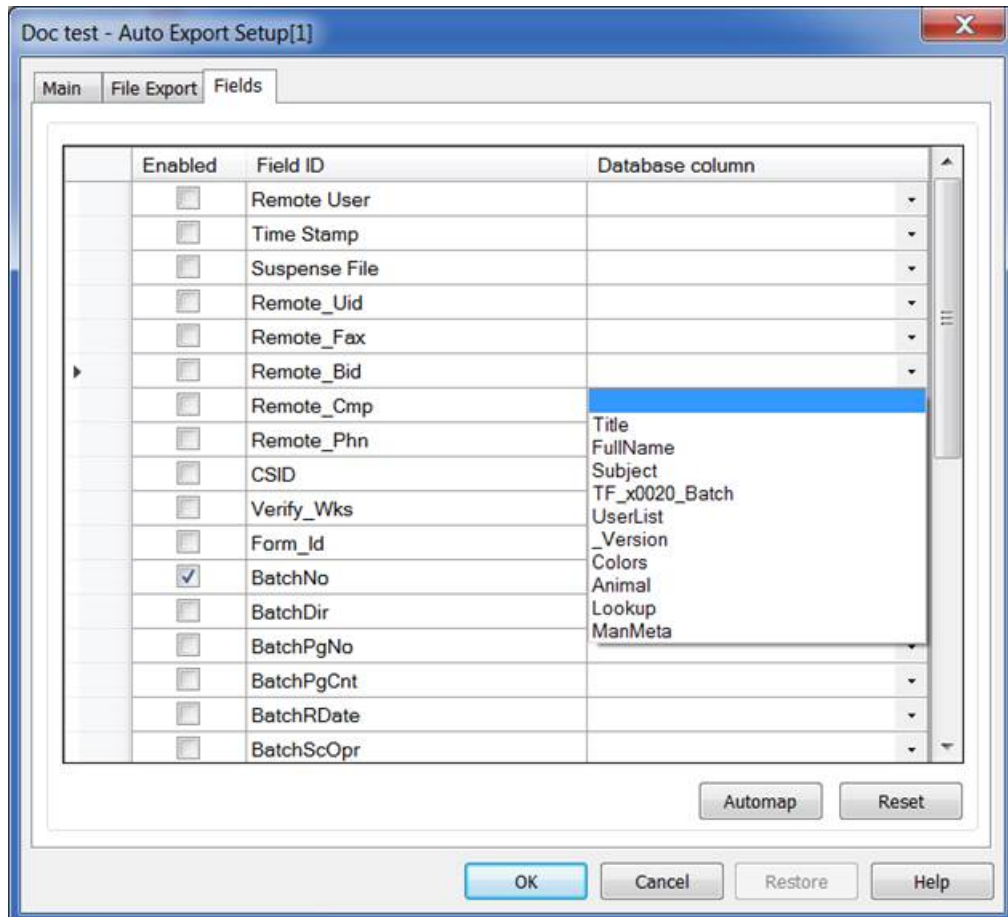 Doc test - Auto Export Setup[1]
Main File Export Fields
Enabled Field ID Database column
Remote User
Time Stamp
Suspense File
Remote_Uid
Remote_Fax
Remote_Bid
Remote_Cmp
Remote_Phn
CSID
Verify_Wks
Form_Id
BatchNo
BatchDir
BatchPgNo
BatchPgCnt
BatchRDate
BatchScOpr
Title
FullName
Subject
TF_x0020_Batch
UserList
_Version
Colors
Animal
Lookup
ManMeta
Automap Reset
OK Cancel Restore Help